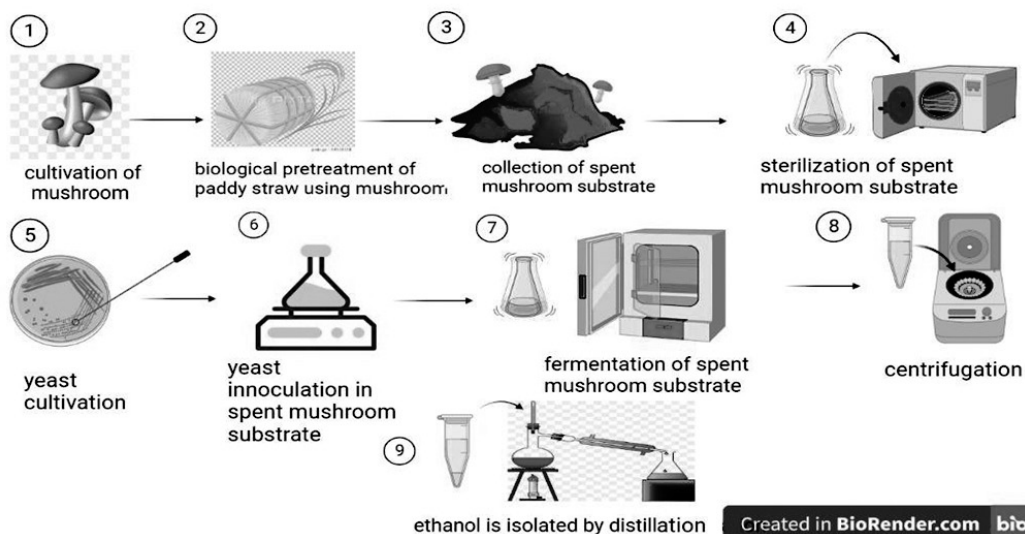 1
2
3
4
cultivation of
mushroom
biological pretreatment of
paddy straw using mushroom
collection of spent
mushroom substrate
sterilization of spent
mushroom substrate
5
6
7
8
yeast
cultivation
yeast
innoculation in
spent mushroom
substrate
fermentation of spent
mushroom substrate
centrifugation
9
ethanol is isolated by distillation
Created in BioRender.com bio